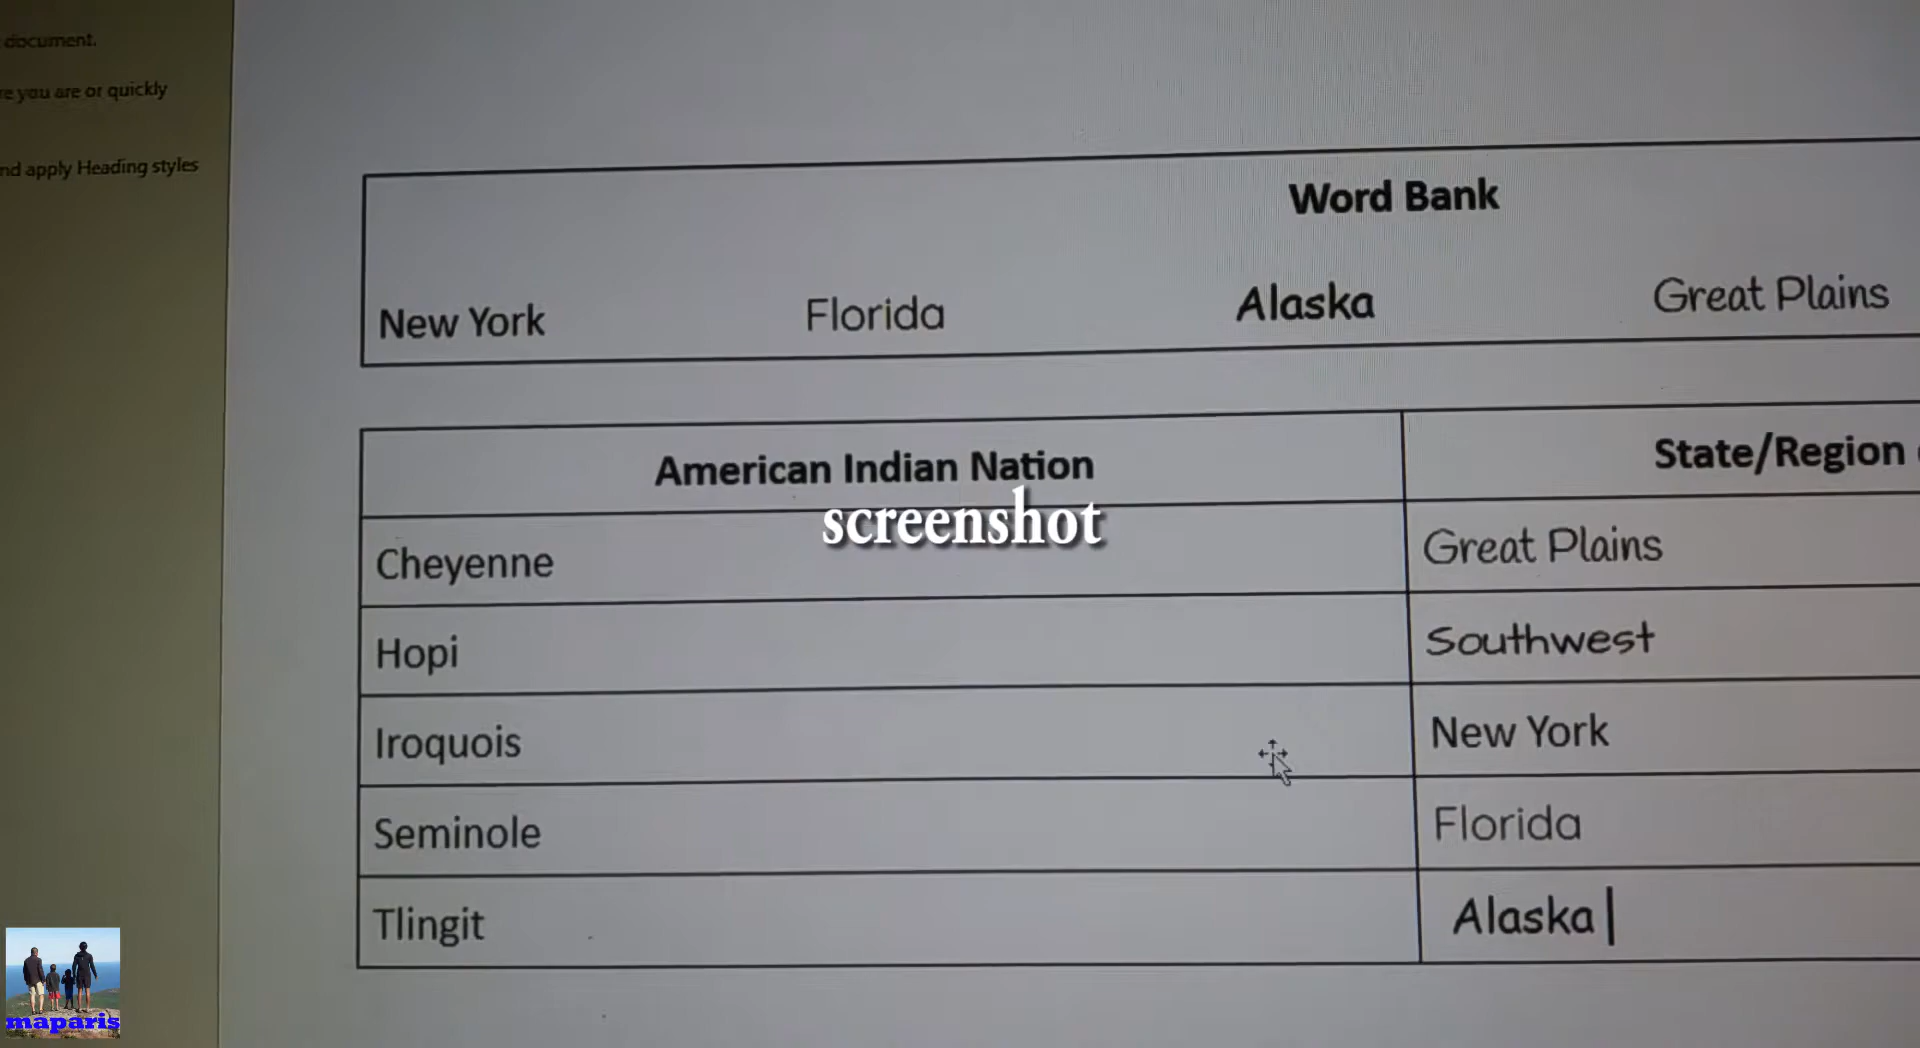 document.
re you are or quickly
nd apply Heading styles
Word Bank
New York Florida Alaska Great Plains
American Indian Nation State/Region
screenshot
Cheyenne Great Plains
Hopi Southwest
Iroquois New York
Seminole Florida
Tlingit Alaska
maparis